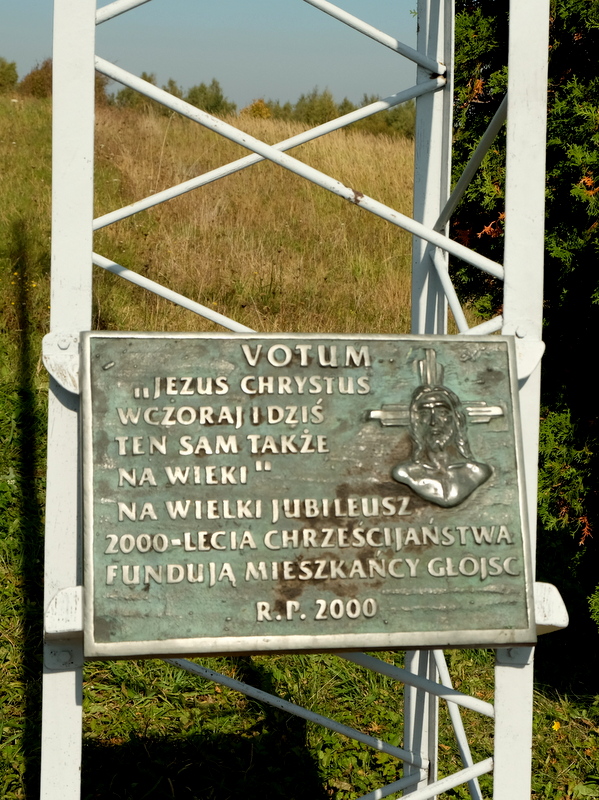 VOTUM
„JEZUS CHRYSTUS
WCZORAJ I DZIŚ
TEN SAM TAKŻE
NA WIEKI"
NA WIELKI JUBILEUSZ
2000-LECIA CHRZEŚCIJAŃSTWA
FUNDUJĄ MIESZKAŃCY GŁOJSC
R.P. 2000